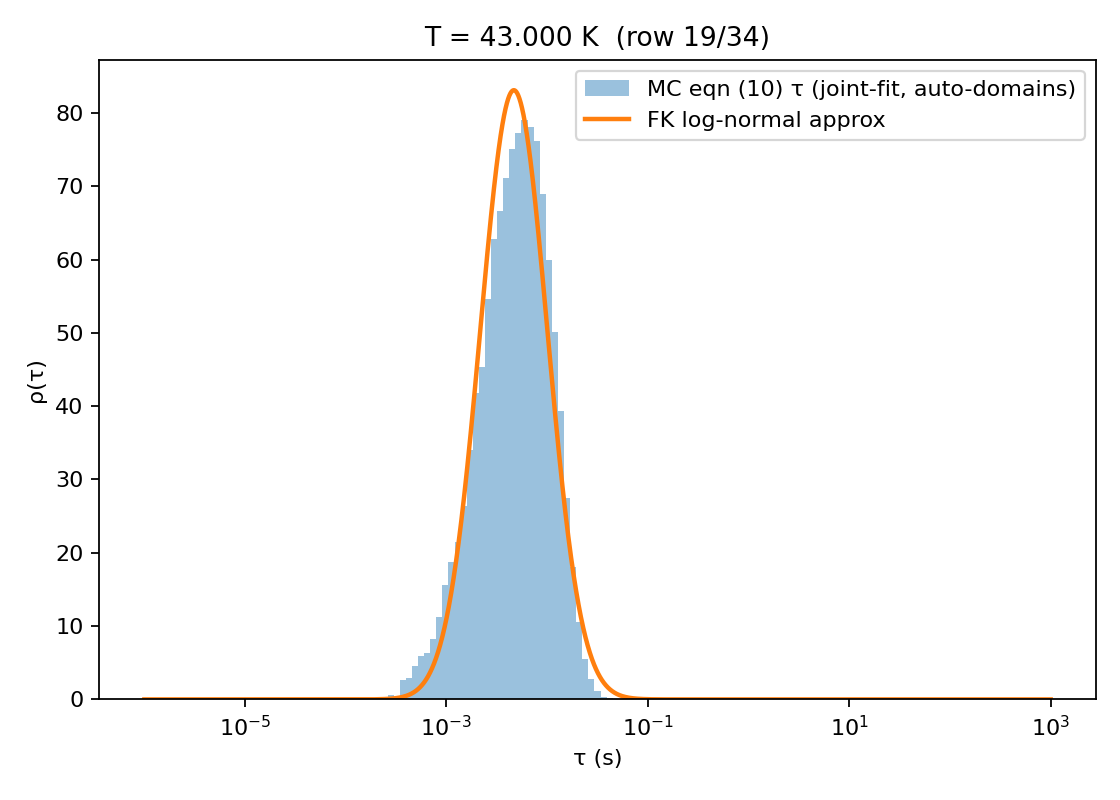 T = 43.000 K  (row 19/34)
MC eqn (10) τ (joint-fit, auto-domains)
FK log-normal approx
ρ(τ)
80
70
60
50
40
30
20
10
0
10⁻⁵ 10⁻³ 10⁻¹ 10¹ 10³
τ (s)